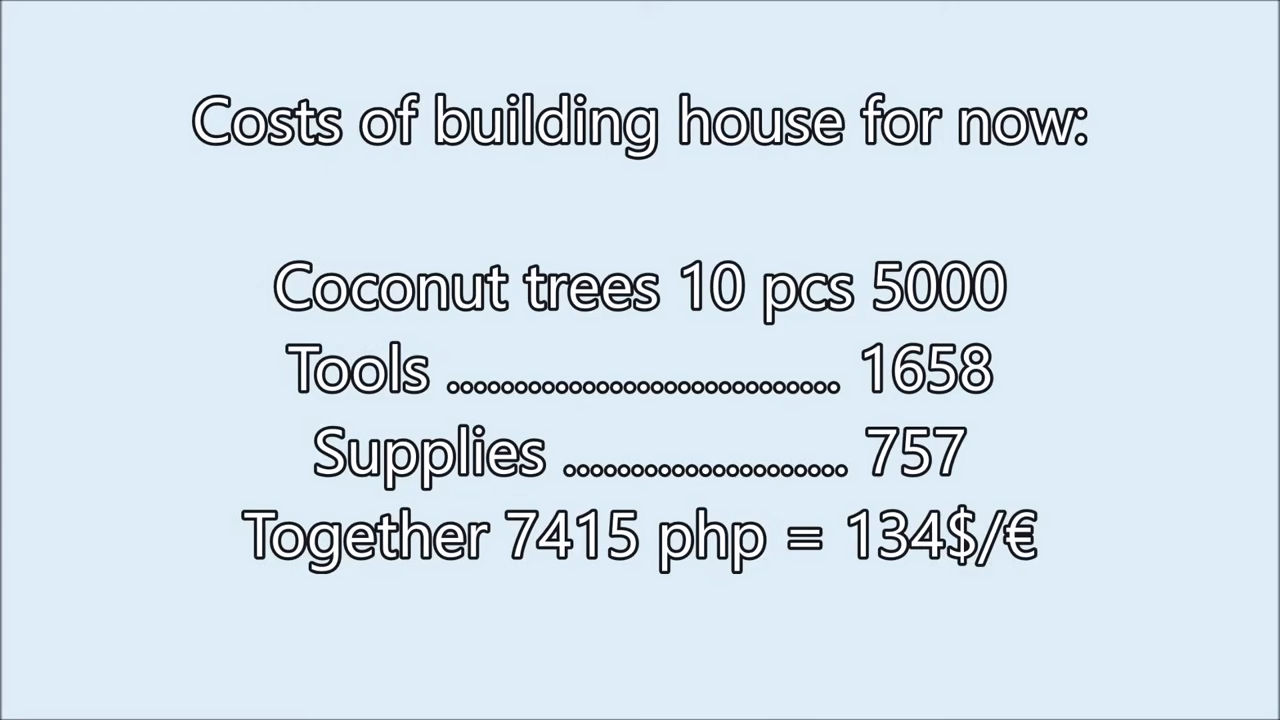 Costs of building house for now:
Coconut trees 10 pcs 5000
Tools ............................. 1658
Supplies ..................... 757
Together 7415 php = 134$/€